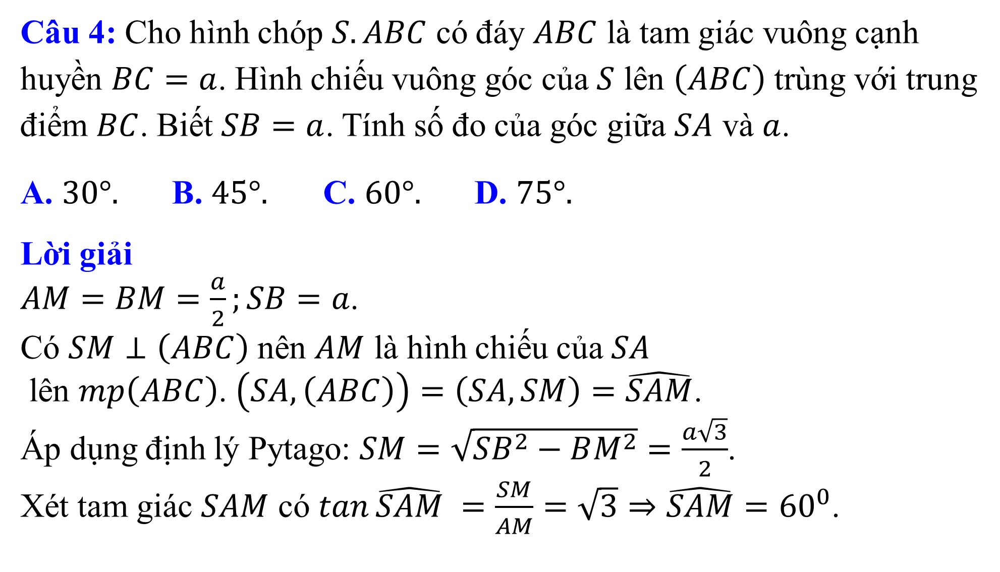 Câu 4: Cho hình chóp S.ABC có đáy ABC là tam giác vuông cạnh
huyền BC = a. Hình chiếu vuông góc của S lên (ABC) trùng với trung
điểm BC. Biết SB = a. Tính số đo của góc giữa SA và a.
A. 30°. B. 45°. C. 60°. D. 75°.
Lời giải
$AM = BM = \frac{a}{2}; SB = a.$
Có SM ⊥ (ABC) nên AM là hình chiếu của SA
lên $mp(ABC). (SA, (ABC)) = (SA, SM) = \widehat{SAM}.$
Áp dụng định lý Pytago: $SM = \sqrt{SB^2 - BM^2} = \frac{a\sqrt{3}}{2}.$
Xét tam giác SAM có $tan \widehat{SAM} = \frac{SM}{AM} = \sqrt{3} \Rightarrow \widehat{SAM} = 60^0.$